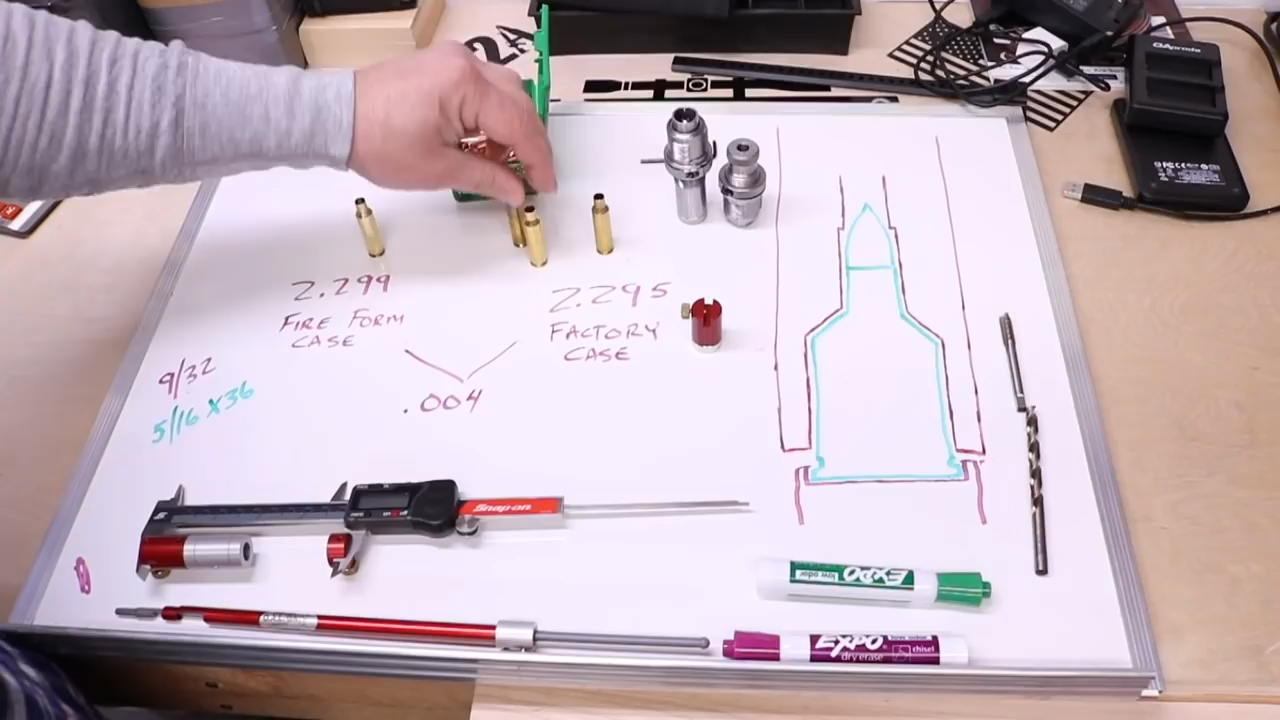 2.299
FIRE FORM
CASE
2.295
FACTORY
CASE
.004
9/32
5/16 X36
Snap-on
EXPO
low odor
EXPO
dry erase
chisel